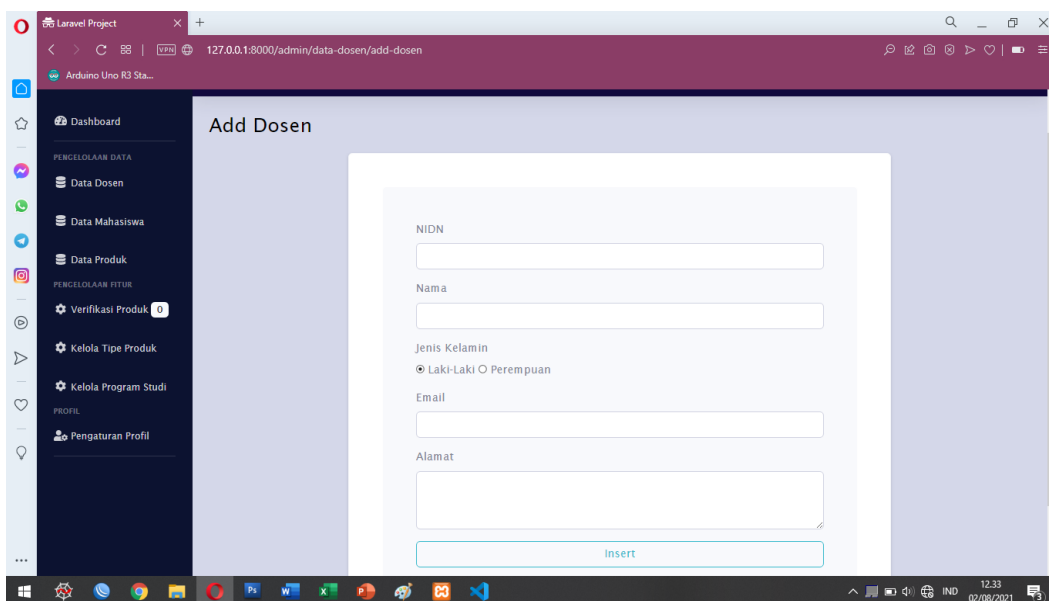 Laravel Project
VPN 127.0.0.1:8000/admin/data-dosen/add-dosen
Arduino Uno R3 Sta...
Dashboard
PENGELOLAAN DATA
Data Dosen
Data Mahasiswa
Data Produk
PENGELOLAAN FITUR
Verifikasi Produk 0
Kelola Tipe Produk
Kelola Program Studi
PROFIL
Pengaturan Profil
Add Dosen
NIDN
Nama
Jenis Kelamin
Laki-Laki Perempuan
Email
Alamat
Insert
Ps
IND
12.33
02/08/2021